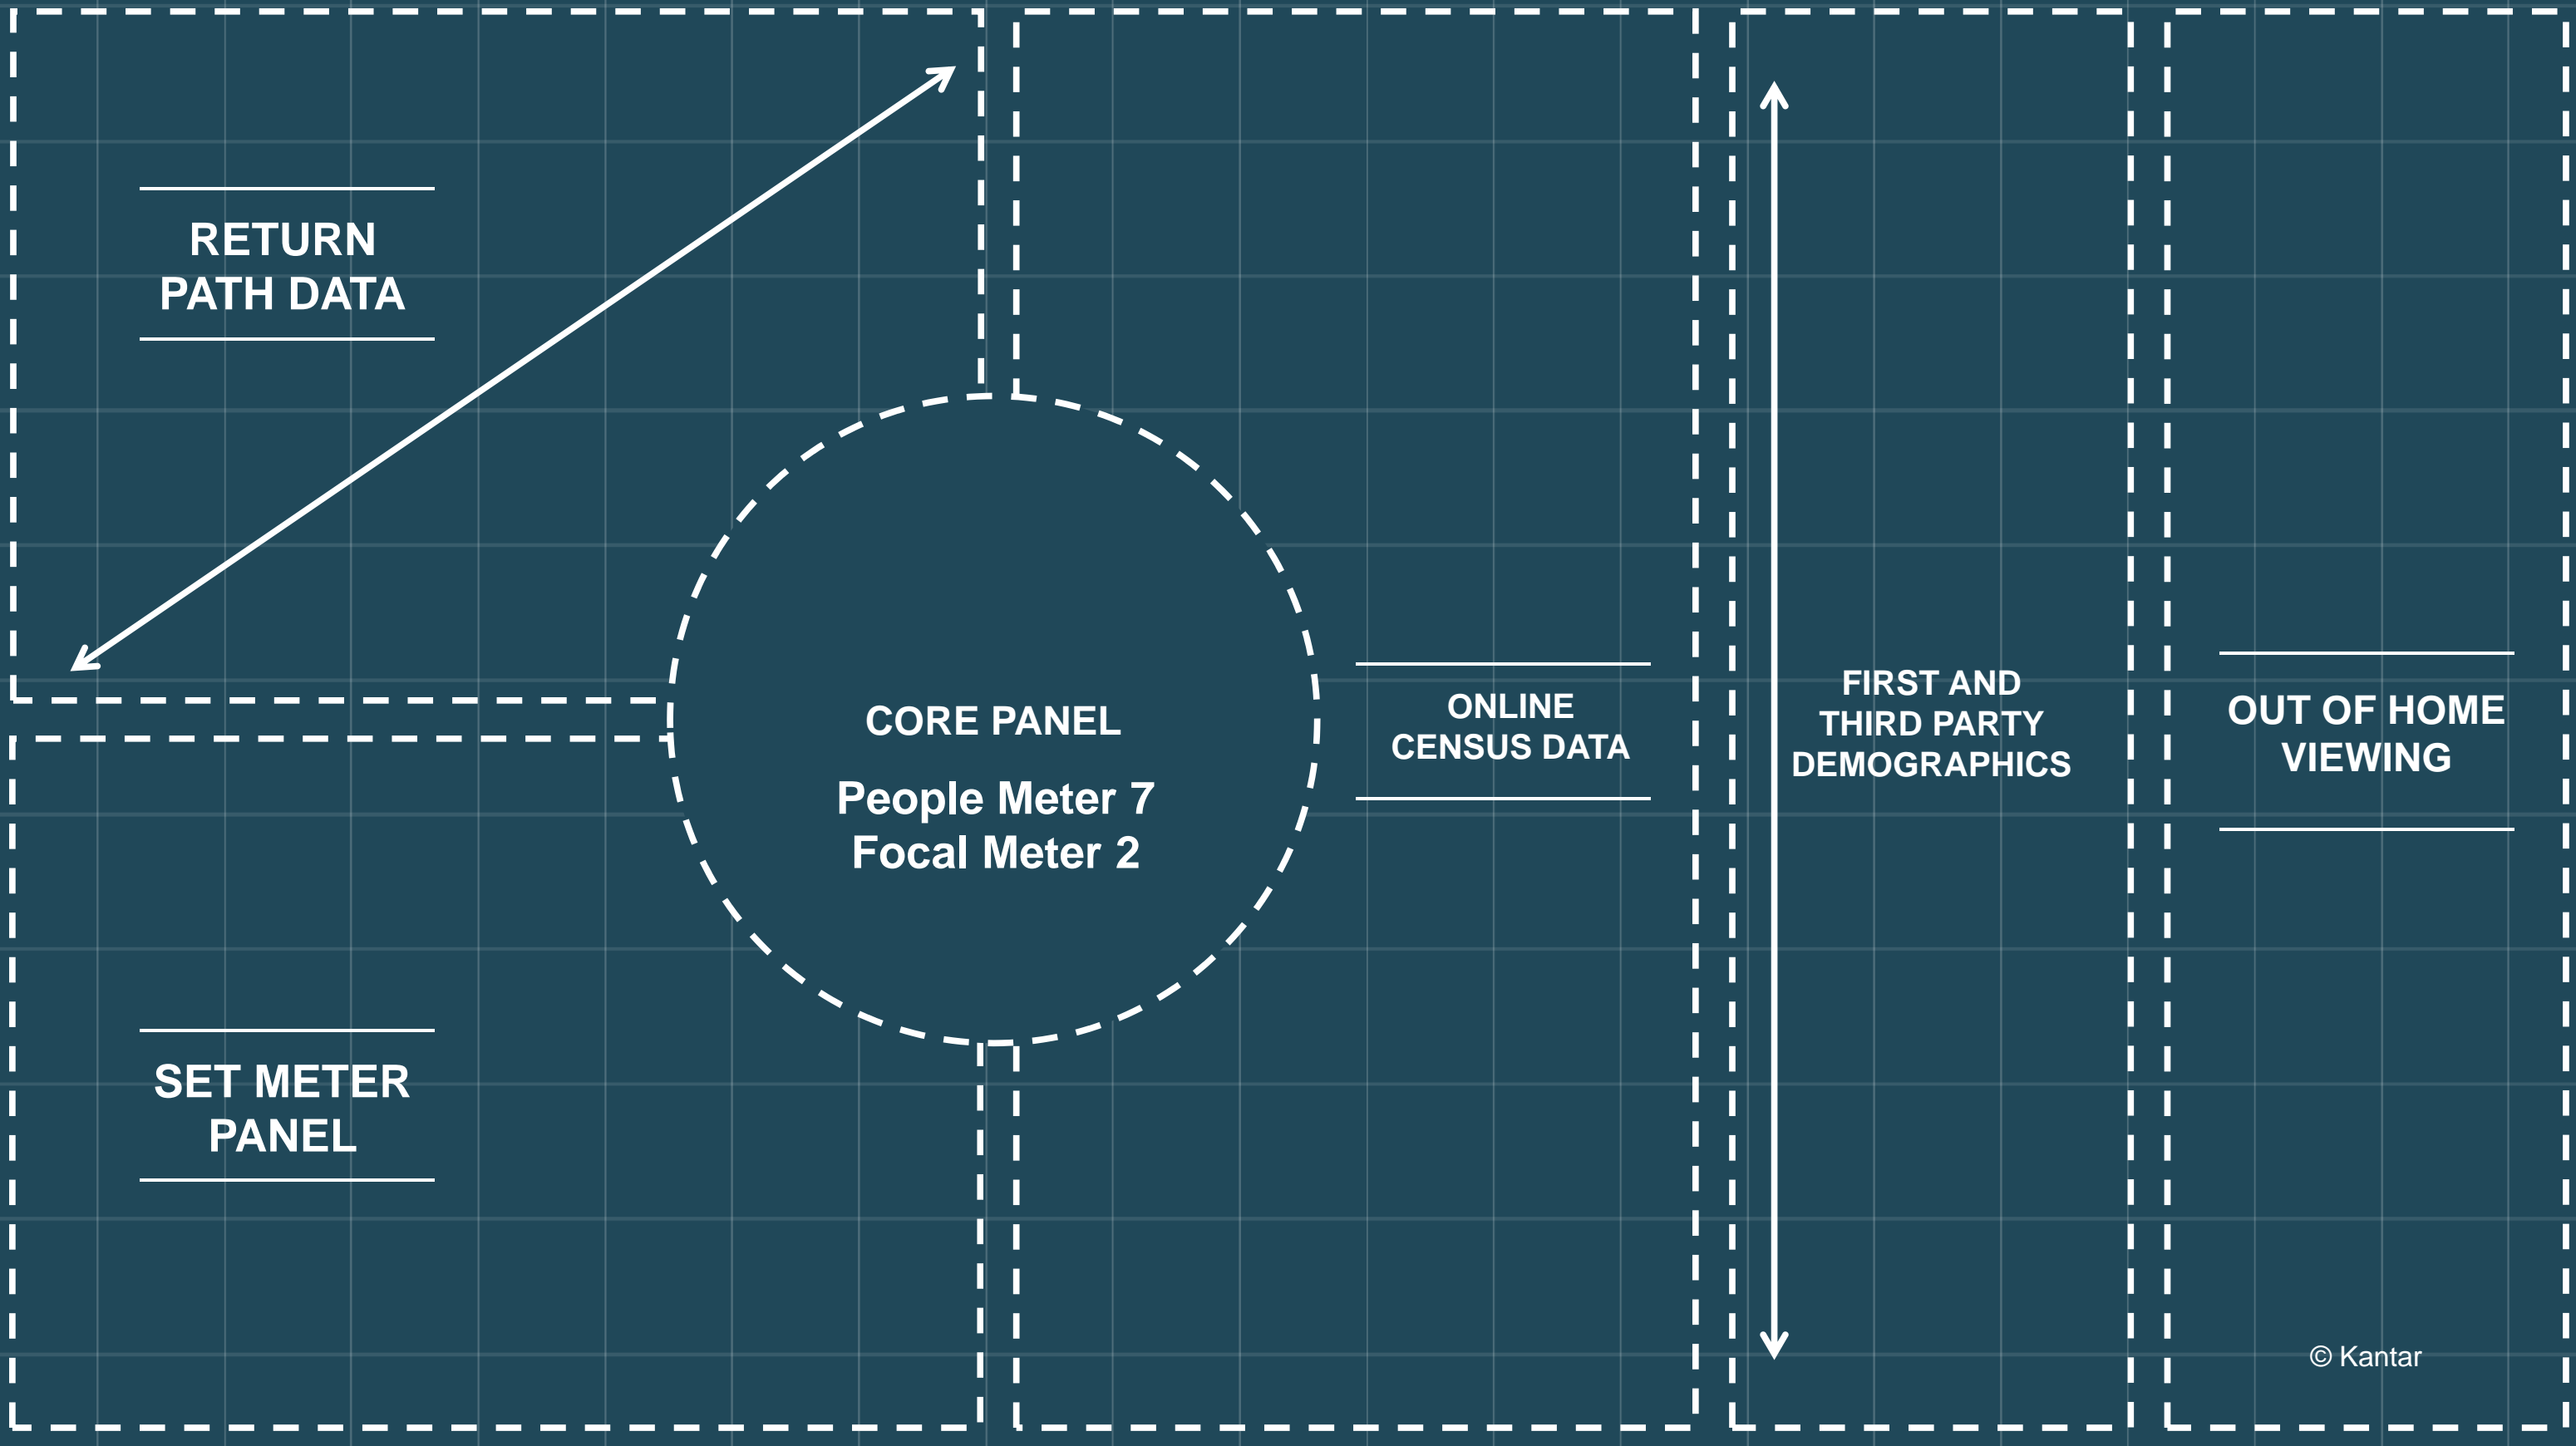 RETURN
PATH DATA
SET METER
PANEL
CORE PANEL
People Meter 7
Focal Meter 2
ONLINE
CENSUS DATA
FIRST AND
THIRD PARTY
DEMOGRAPHICS
OUT OF HOME
VIEWING
© Kantar